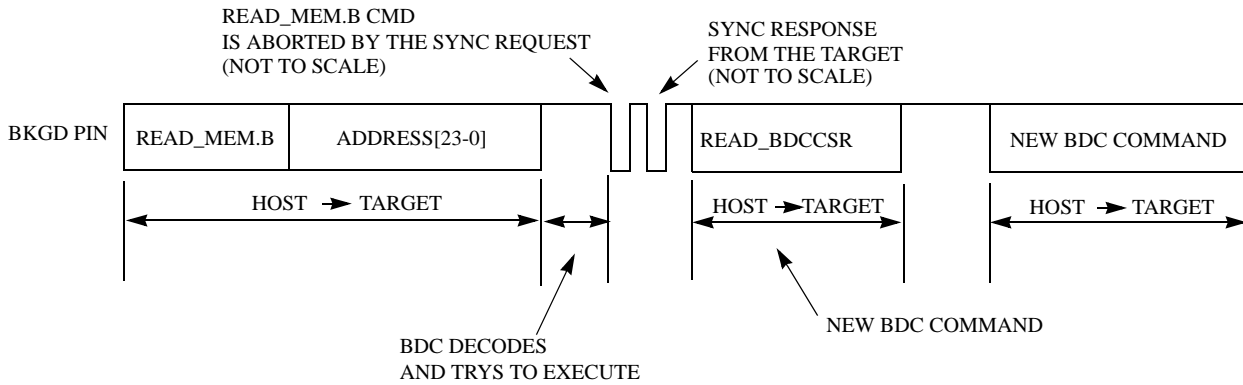 READ_MEM.B CMD
IS ABORTED BY THE SYNC REQUEST
(NOT TO SCALE)
SYNC RESPONSE
FROM THE TARGET
(NOT TO SCALE)
BKGD PIN
READ_MEM.B
ADDRESS[23-0]
READ_BDCCSR
NEW BDC COMMAND
HOST → TARGET
HOST → TARGET
HOST → TARGET
BDC DECODES
AND TRYS TO EXECUTE
NEW BDC COMMAND